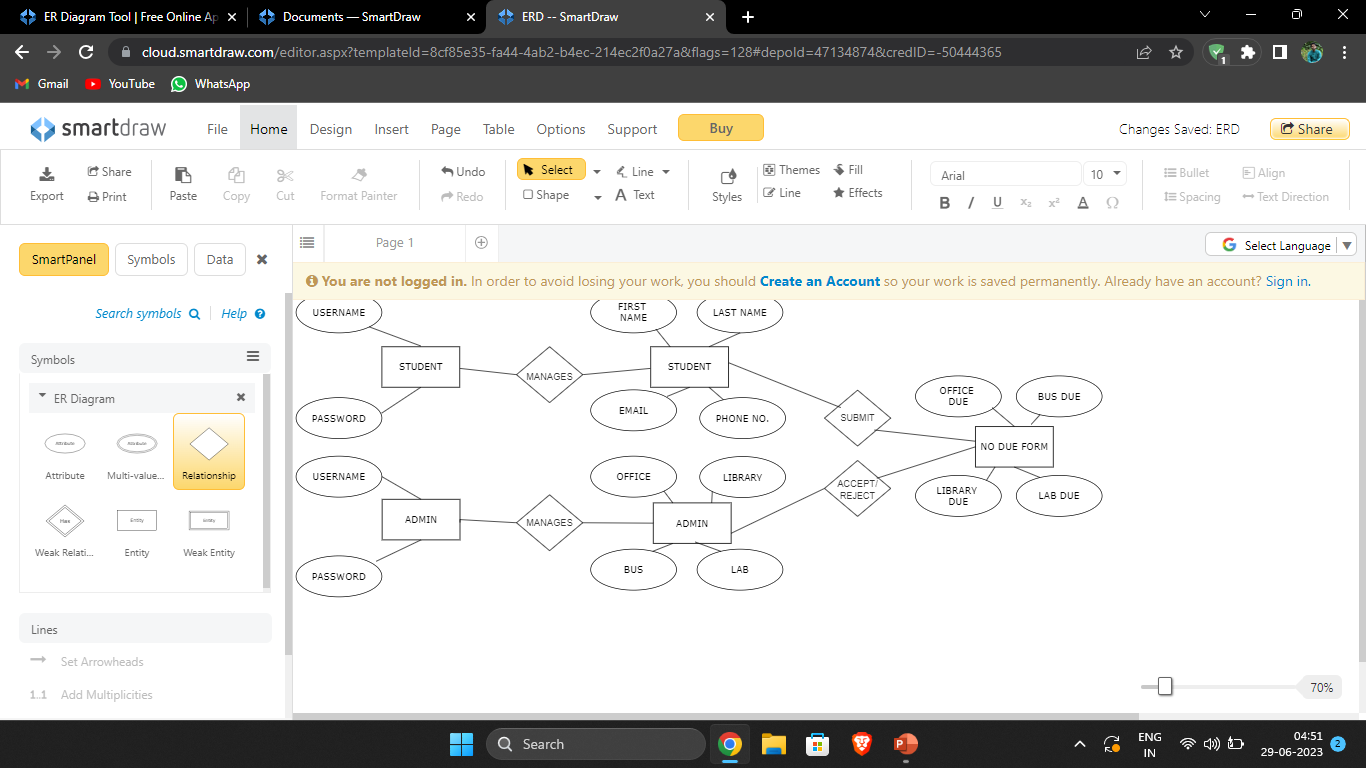 ER Diagram Tool | Free Online Ap
Documents — SmartDraw
ERD -- SmartDraw
cloud.smartdraw.com/editor.aspx?templateId=8cf85e35-fa44-4ab2-b4ec-214ec2f0a27a&flags=128#depoId=47134874&credID=-50444365
1
Gmail YouTube WhatsApp
smartdraw File Home Design Insert Page Table Options Support Buy Changes Saved: ERD Share
Export Share Print Paste Copy Cut Format Painter Undo Redo Select Shape Line Text Styles Themes Line Fill Effects Arial 10 B I U x₂ x² A Ω Bullet Spacing Align Text Direction
SmartPanel Symbols Data
Page 1
Select Language
You are not logged in. In order to avoid losing your work, you should Create an Account so your work is saved permanently. Already have an account? Sign in.
Search symbols Help
Symbols
ER Diagram
Attribute
Attribute
Attribute
Multi-value...
Relationship
Has
Entity
Entity
Weak Relati...
Entity
Weak Entity
Lines
Set Arrowheads
1..1 Add Multiplicities
USERNAME
FIRST
NAME
LAST NAME
STUDENT
MANAGES
STUDENT
PASSWORD
EMAIL
PHONE NO.
SUBMIT
OFFICE
DUE
BUS DUE
NO DUE FORM
LIBRARY
DUE
LAB DUE
ACCEPT/
REJECT
USERNAME
OFFICE
LIBRARY
ADMIN
MANAGES
ADMIN
PASSWORD
BUS
LAB
70%
Search
ENG
IN
04:51
29-06-2023
2